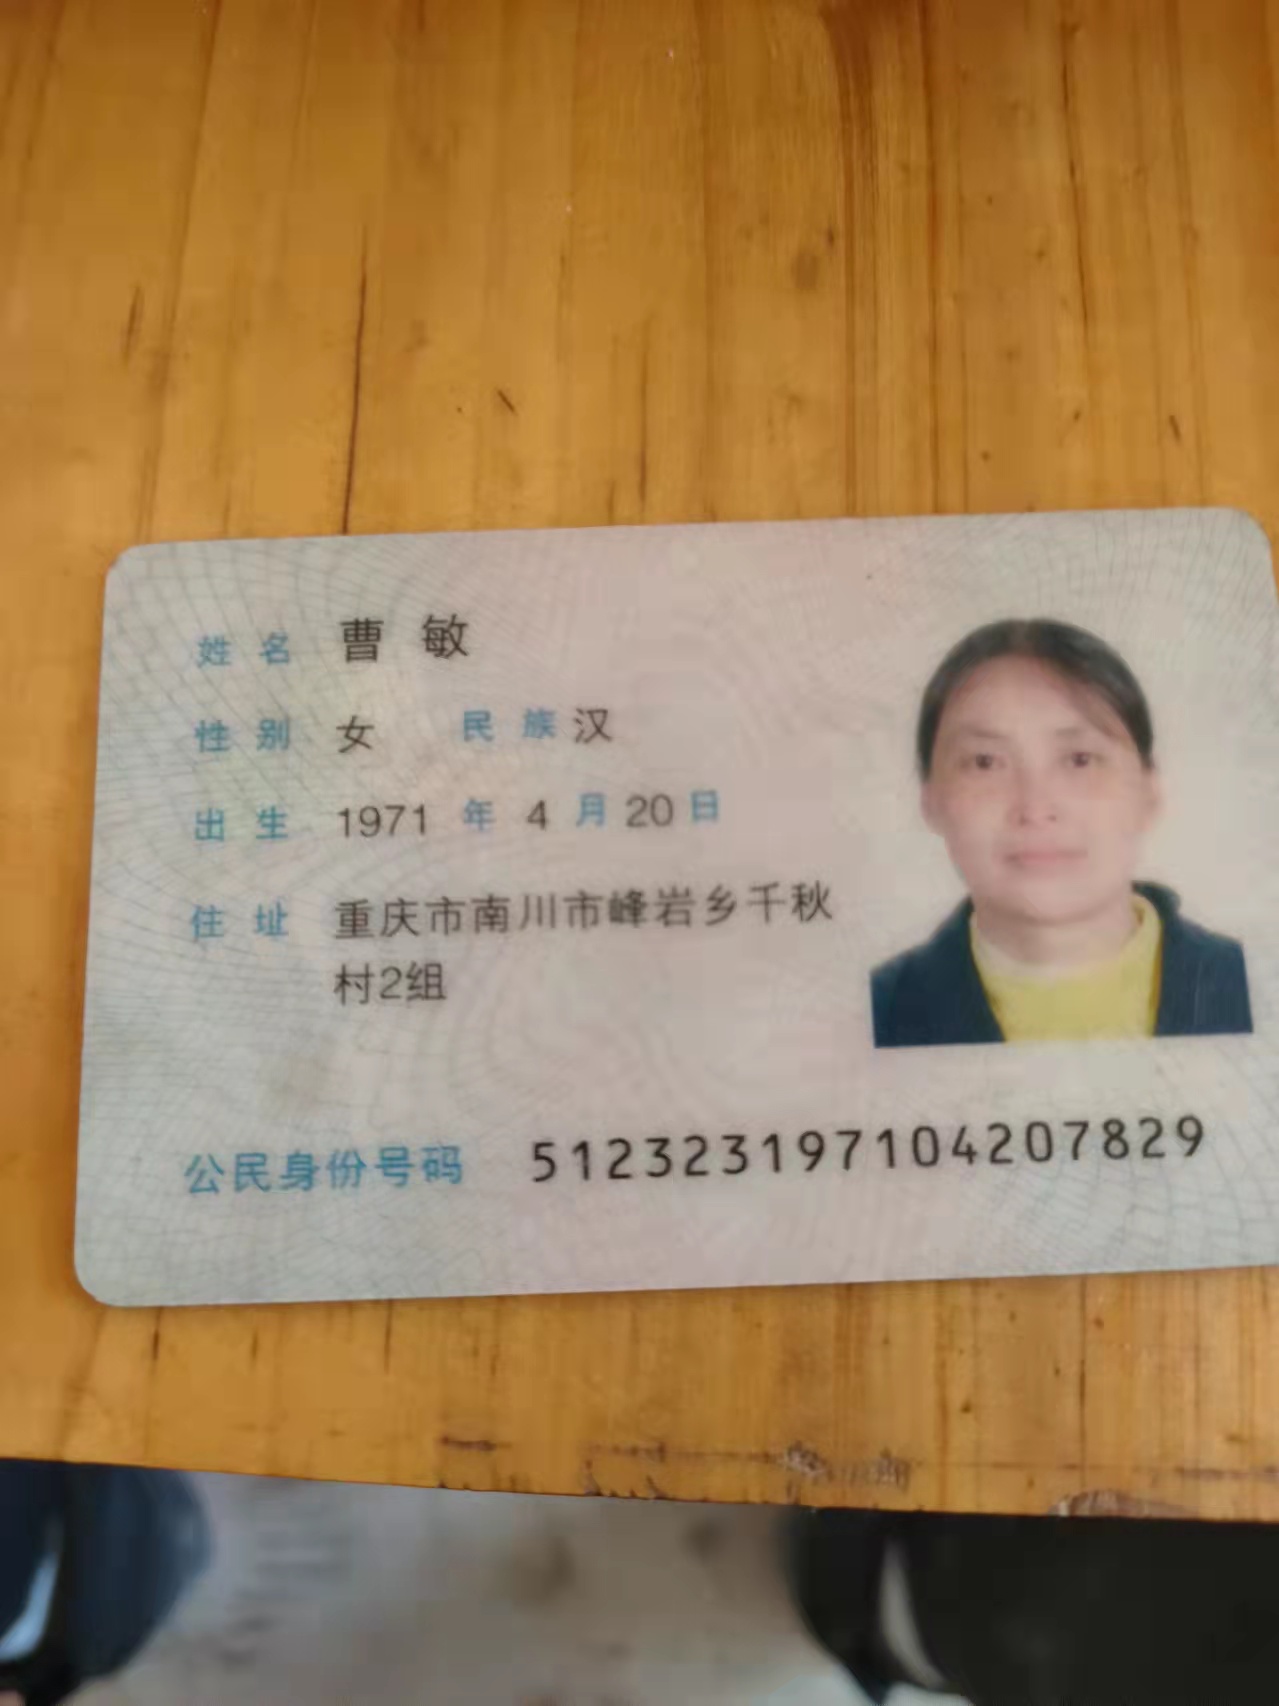 姓名 曹敏
性别 女 民族 汉
出生 1971 年 4 月 20 日
住址 重庆市南川市峰岩乡千秋
村2组
公民身份号码 512323197104207829